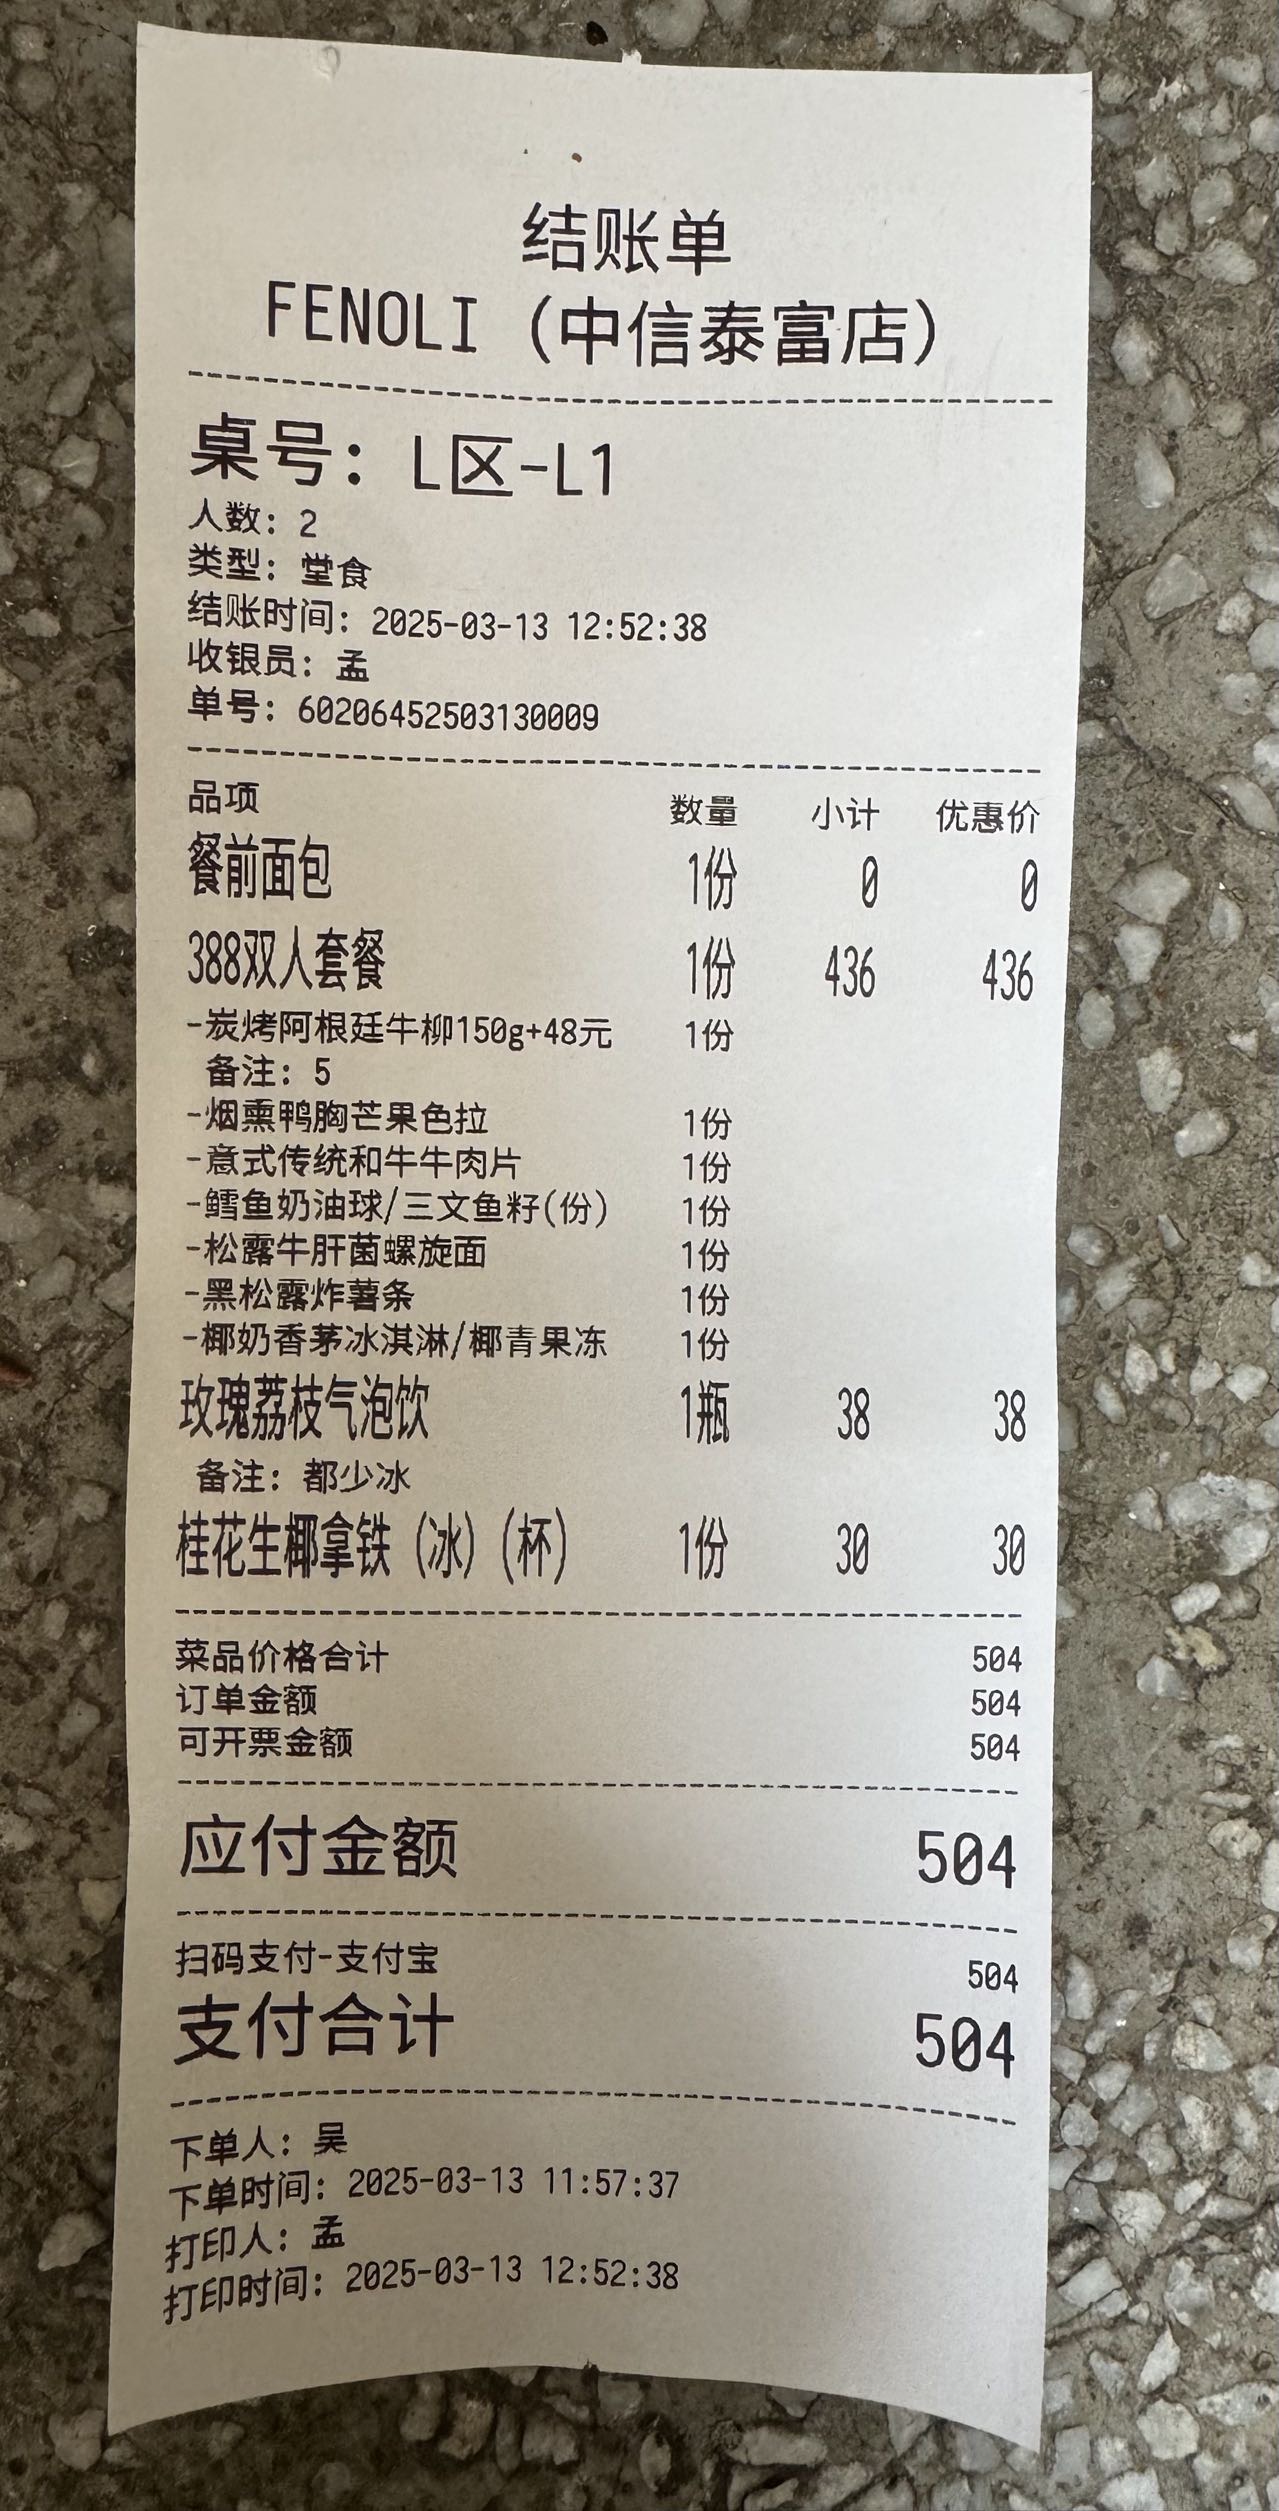 结账单
FENOLI（中信泰富店）
桌号：L区-L1
人数：2
类型：堂食
结账时间：2025-03-13 12:52:38
收银员：孟
单号：60206452503130009
品项 数量 小计 优惠价
餐前面包 1份 0 0
388双人套餐 1份 436 436
-炭烤阿根廷牛柳150g+48元 1份
备注：5
-烟熏鸭胸芒果色拉 1份
-意式传统和牛牛肉片 1份
-鳕鱼奶油球/三文鱼籽(份) 1份
-松露牛肝菌螺旋面 1份
-黑松露炸薯条 1份
-椰奶香茅冰淇淋/椰青果冻 1份
玫瑰荔枝气泡饮 1瓶 38 38
备注：都少冰
桂花生椰拿铁（冰）（杯） 1份 30 30
菜品价格合计 504
订单金额 504
可开票金额 504
应付金额 504
扫码支付-支付宝 504
支付合计 504
下单人：吴
下单时间：2025-03-13 11:57:37
打印人：孟
打印时间：2025-03-13 12:52:38